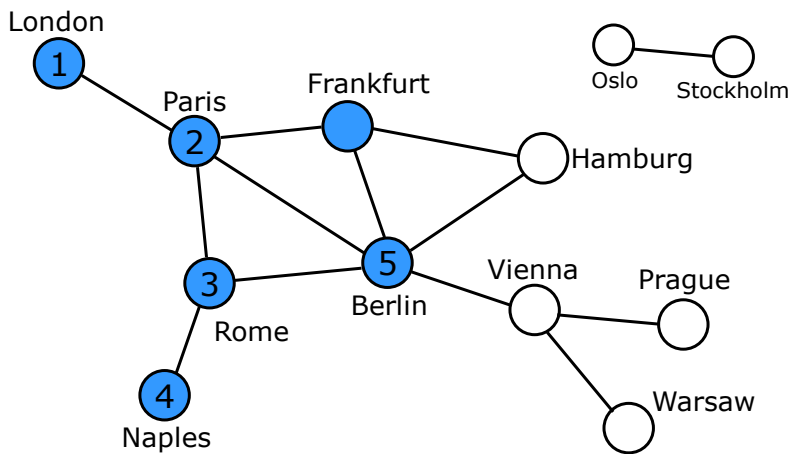 London
1
Paris
2
Frankfurt
Oslo
Stockholm
Hamburg
3
Rome
5
Berlin
Vienna
Prague
4
Naples
Warsaw